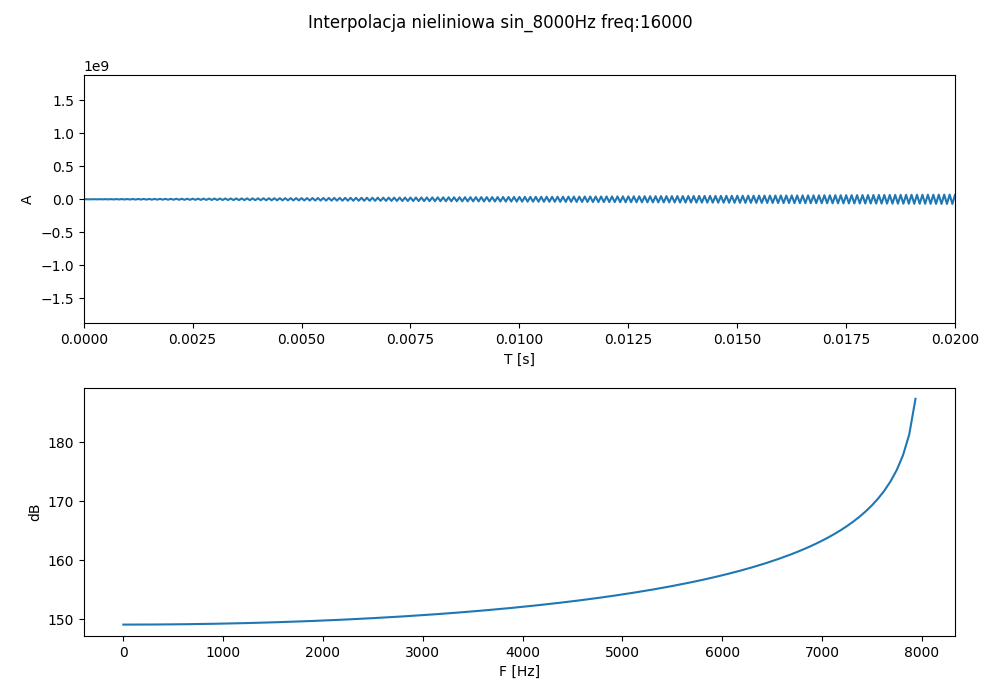 Interpolacja nieliniowa sin_8000Hz freq:16000
1e9
1.5
1.0
0.5
0.0
−0.5
−1.0
−1.5
A
0.0000 0.0025 0.0050 0.0075 0.0100 0.0125 0.0150 0.0175 0.0200
T [s]
180
170
160
150
dB
0 1000 2000 3000 4000 5000 6000 7000 8000
F [Hz]